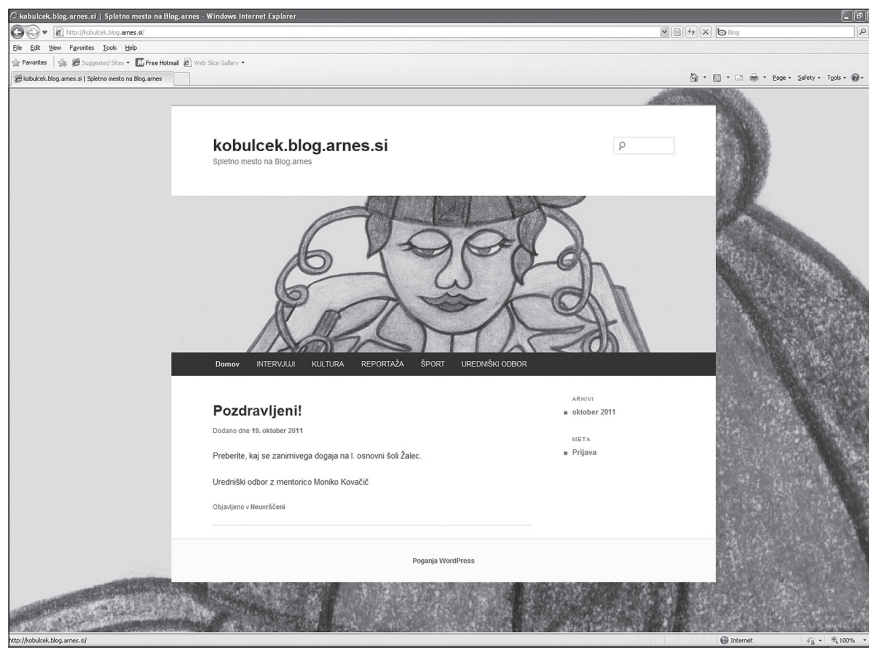 kobulcek.blog.arnes.si | Spletno mesto na Blog.arnes - Windows Internet Explorer
http://kobulcek.blog.arnes.si/
Bing
File Edit View Favorites Tools Help
Favorites Suggested Sites Free Hotmail Web Slice Gallery
kobulcek.blog.arnes.si | Spletno mesto na Blog.arnes
Page Safety Tools
kobulcek.blog.arnes.si
Spletno mesto na Blog.arnes
Domov INTERVJUJI KULTURA REPORTAŽA ŠPORT UREDNIŠKI ODBOR
Pozdravljeni!
Dodano dne 19. oktober 2011
Preberite, kaj se zanimivega dogaja na I. osnovni šoli Žalec.
Uredniški odbor z mentorico Moniko Kovačič
Objavljeno v Neuvrščeni
ARHIVI
oktober 2011
META
Prijava
Poganja WordPress
http://kobulcek.blog.arnes.si/
Internet
100%